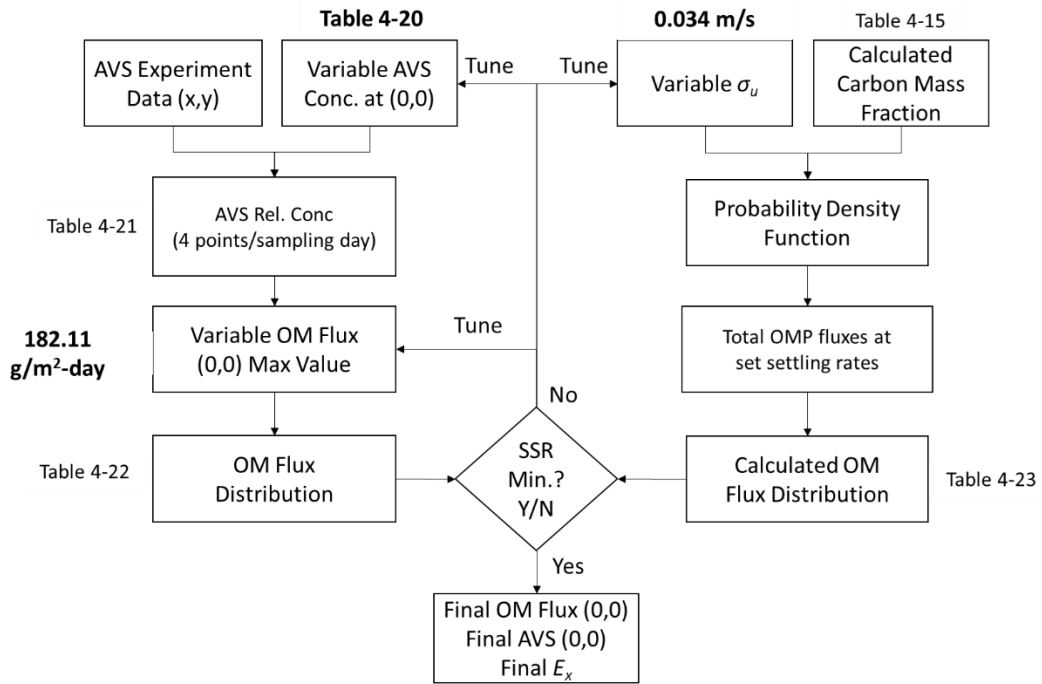 Table 4-20
0.034 m/s
Table 4-15
AVS Experiment
Data (x,y)
Variable AVS
Conc. at (0,0)
Tune
Tune
Variable σu
Calculated
Carbon Mass
Fraction
Table 4-21
AVS Rel. Conc
(4 points/sampling day)
Probability Density
Function
182.11
g/m²-day
Variable OM Flux
(0,0) Max Value
Tune
Total OMP fluxes at
set settling rates
No
Table 4-22
OM Flux
Distribution
SSR
Min.?
Y/N
Calculated OM
Flux Distribution
Table 4-23
Yes
Final OM Flux (0,0)
Final AVS (0,0)
Final Ex